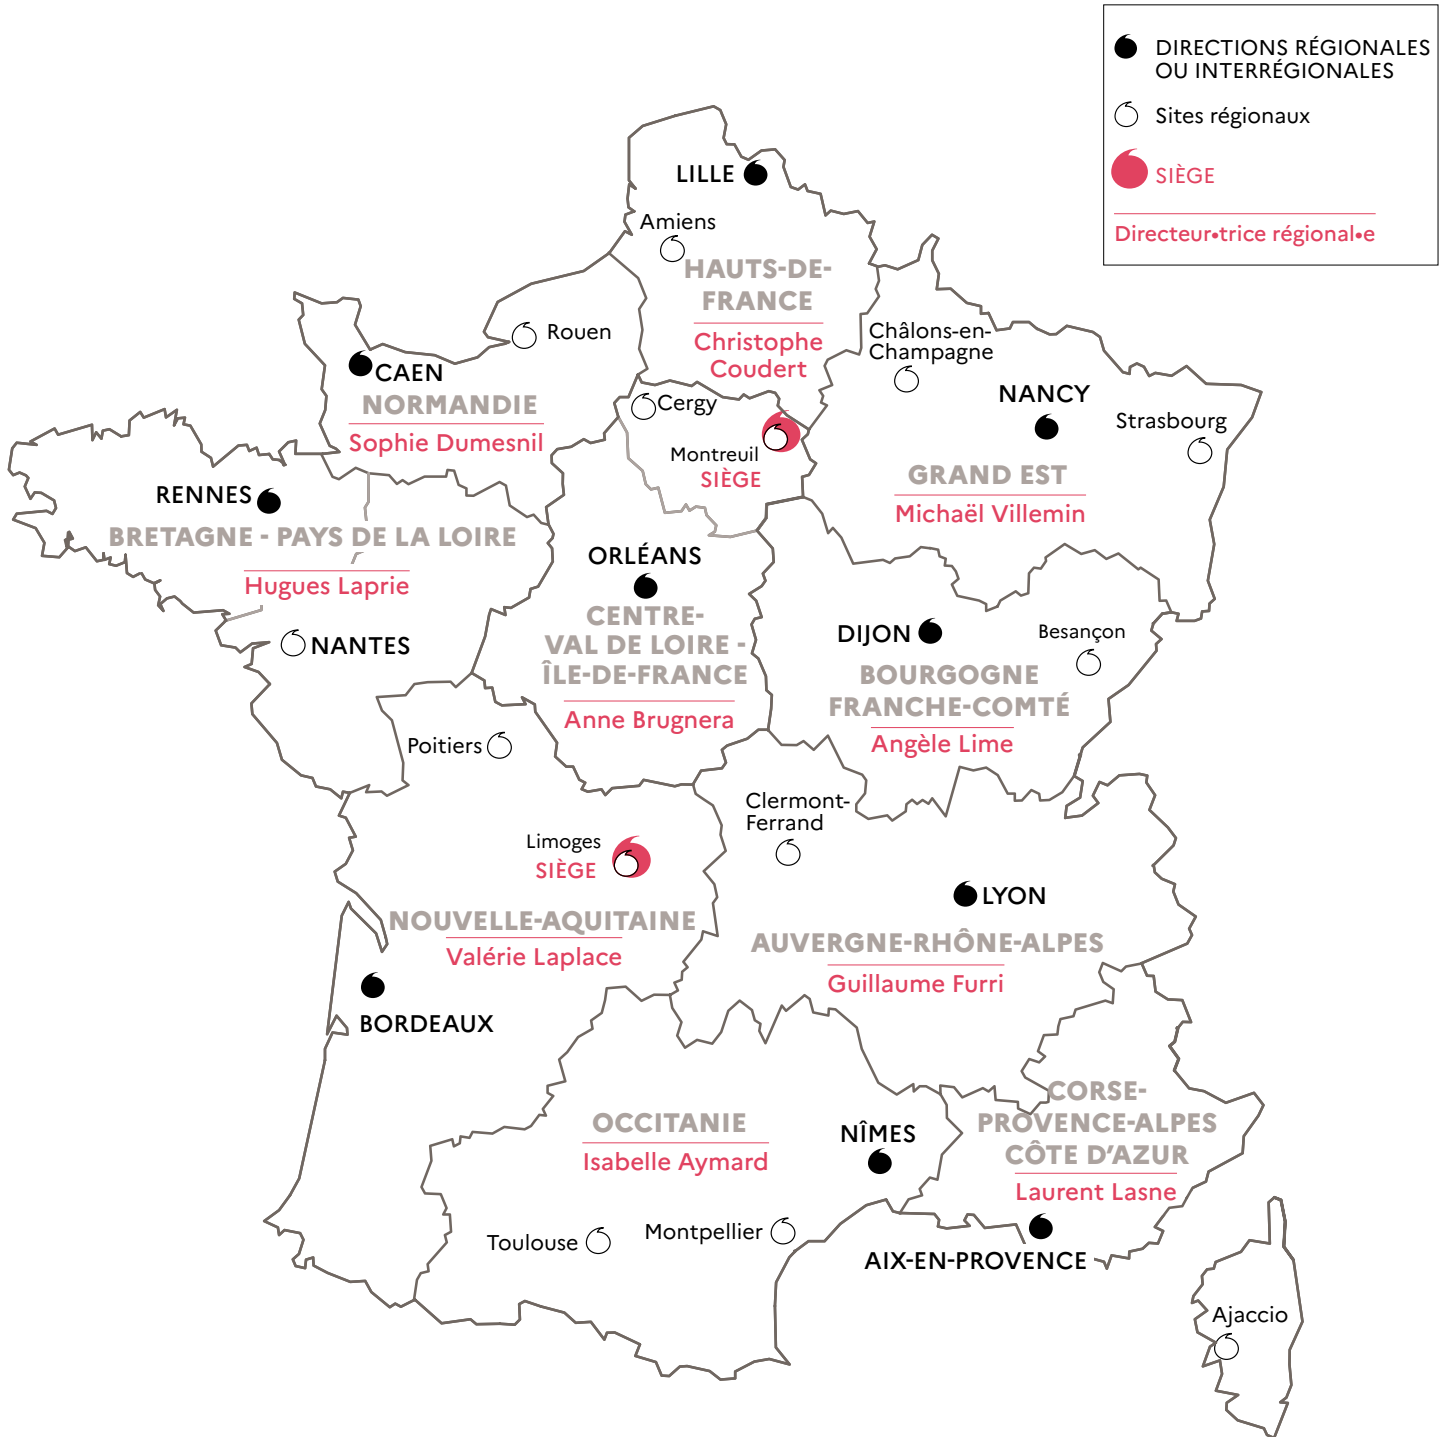 DIRECTIONS RÉGIONALES
OU INTERRÉGIONALES
Sites régionaux
SIÈGE
Directeur•trice régional•e
LILLE
Amiens
HAUTS-DE-
FRANCE
Christophe
Coudert
Rouen
CAEN
NORMANDIE
Sophie Dumesnil
Châlons-en-
Champagne
NANCY
Strasbourg
GRAND EST
Michaël Villemin
Cergy
Montreuil
SIÈGE
RENNES
BRETAGNE - PAYS DE LA LOIRE
Hugues Laprie
NANTES
ORLÉANS
CENTRE-
VAL DE LOIRE -
ÎLE-DE-FRANCE
Anne Brugnera
DIJON
Besançon
BOURGOGNE
FRANCHE-COMTÉ
Angèle Lime
Poitiers
Limoges
SIÈGE
NOUVELLE-AQUITAINE
Valérie Laplace
BORDEAUX
Clermont-
Ferrand
LYON
AUVERGNE-RHÔNE-ALPES
Guillaume Furri
OCCITANIE
Isabelle Aymard
NÎMES
Toulouse
Montpellier
CORSE-
PROVENCE-ALPES
CÔTE D'AZUR
Laurent Lasne
AIX-EN-PROVENCE
Ajaccio